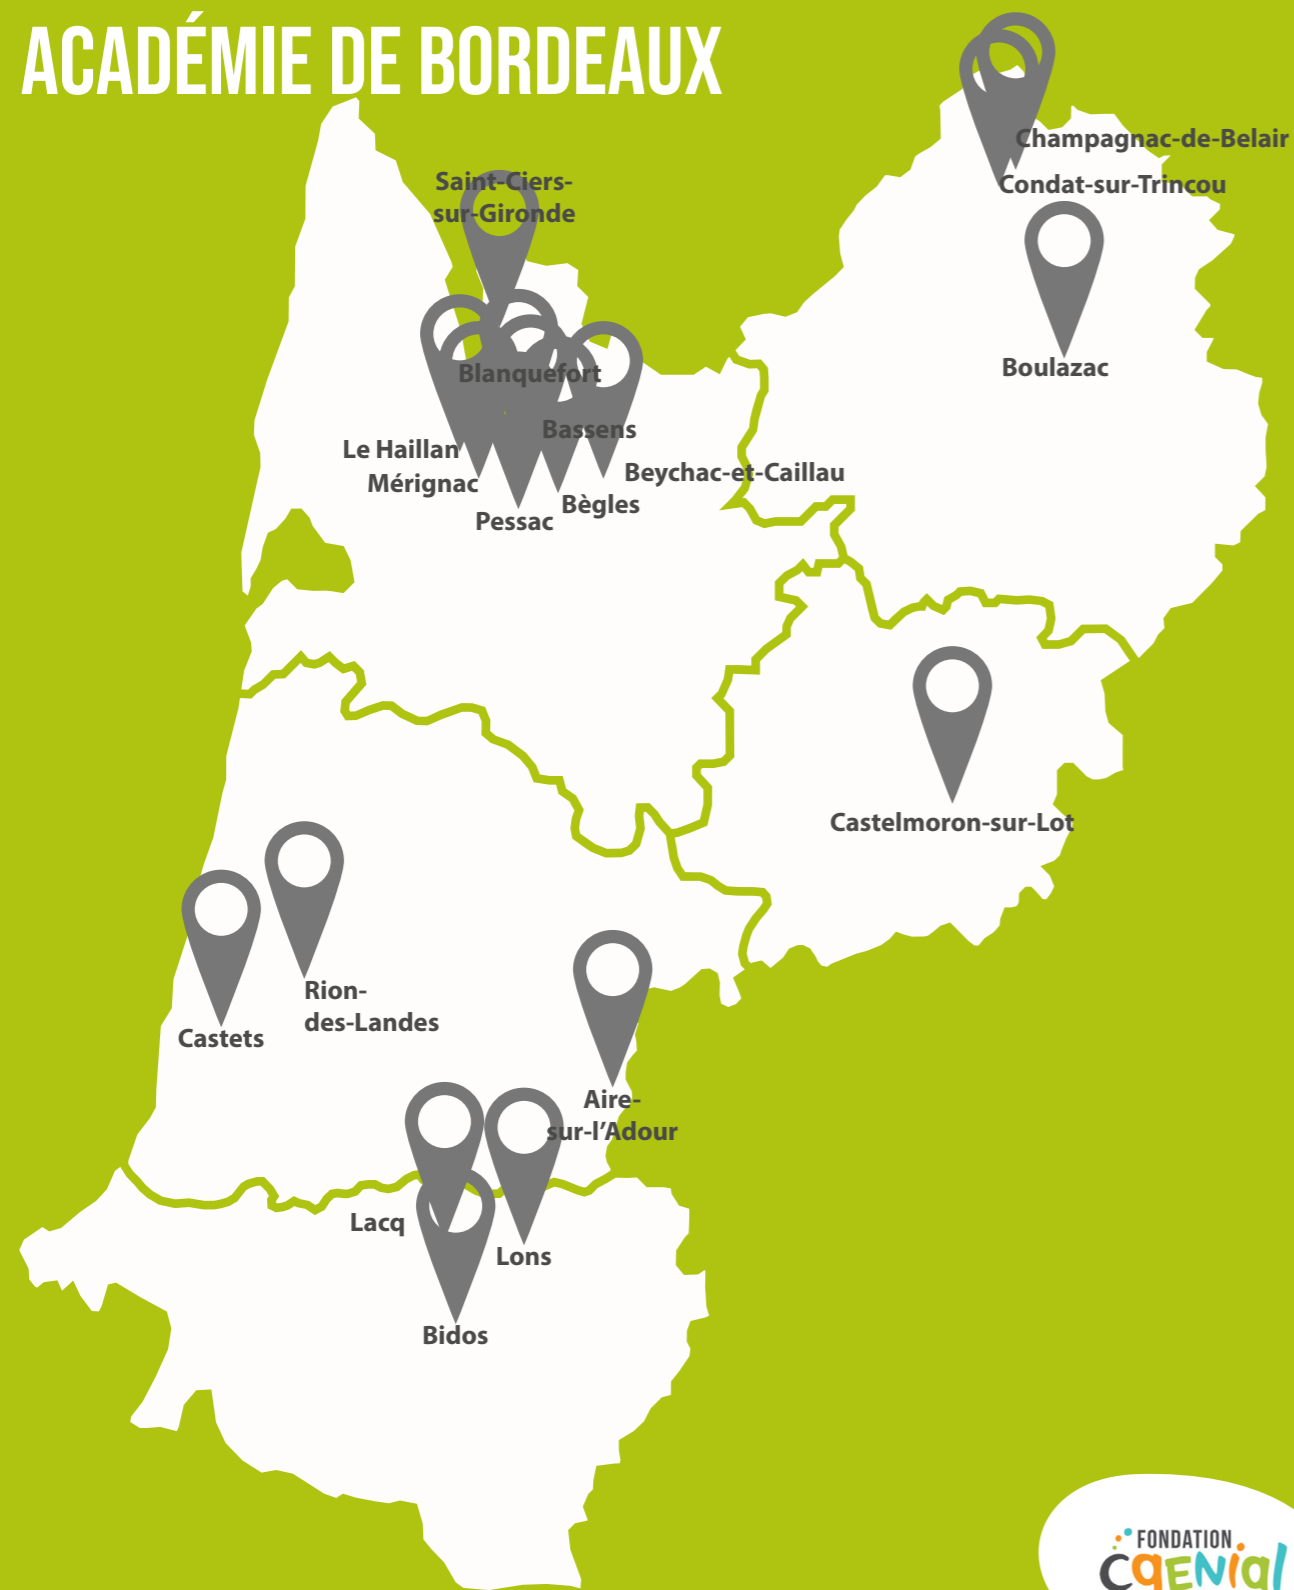 ACADÉMIE DE BORDEAUX
Champagnac-de-Belair
Condat-sur-Trincou
Saint-Ciers-
sur-Gironde
Boulazac
Blanquefort
Bassens
Le Haillan
Beychac-et-Caillau
Mérignac
Bègles
Pessac
Castelmoron-sur-Lot
Rion-
des-Landes
Castets
Aire-
sur-l'Adour
Lacq
Lons
Bidos
FONDATION
CGENial